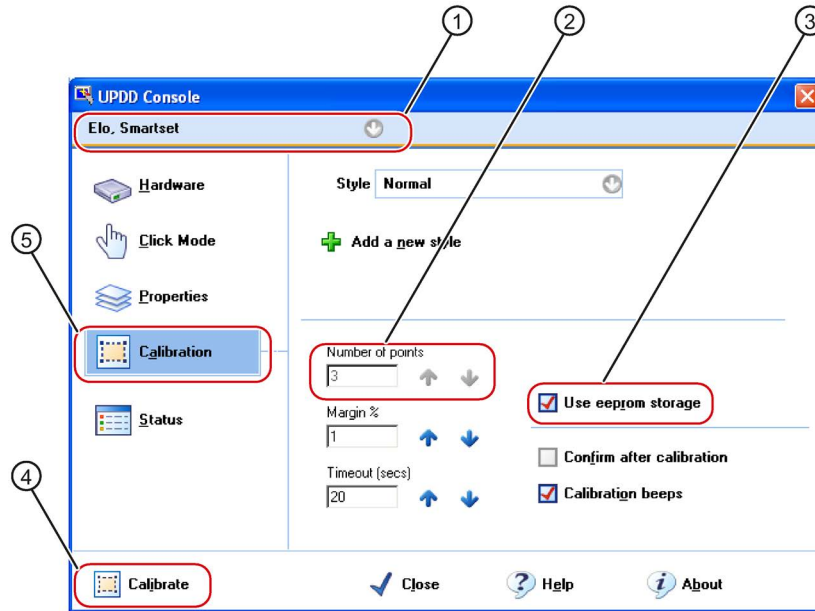 1 2 3
UPDD Console
Elo, Smartset
Hardware
Style Normal
5
Click Mode
Add a new style
Properties
Calibration
Number of points
3
Use eeprom storage
Status
Margin %
1
Confirm after calibration
4
Timeout (secs)
20
Calibration beeps
Calibrate Close Help About